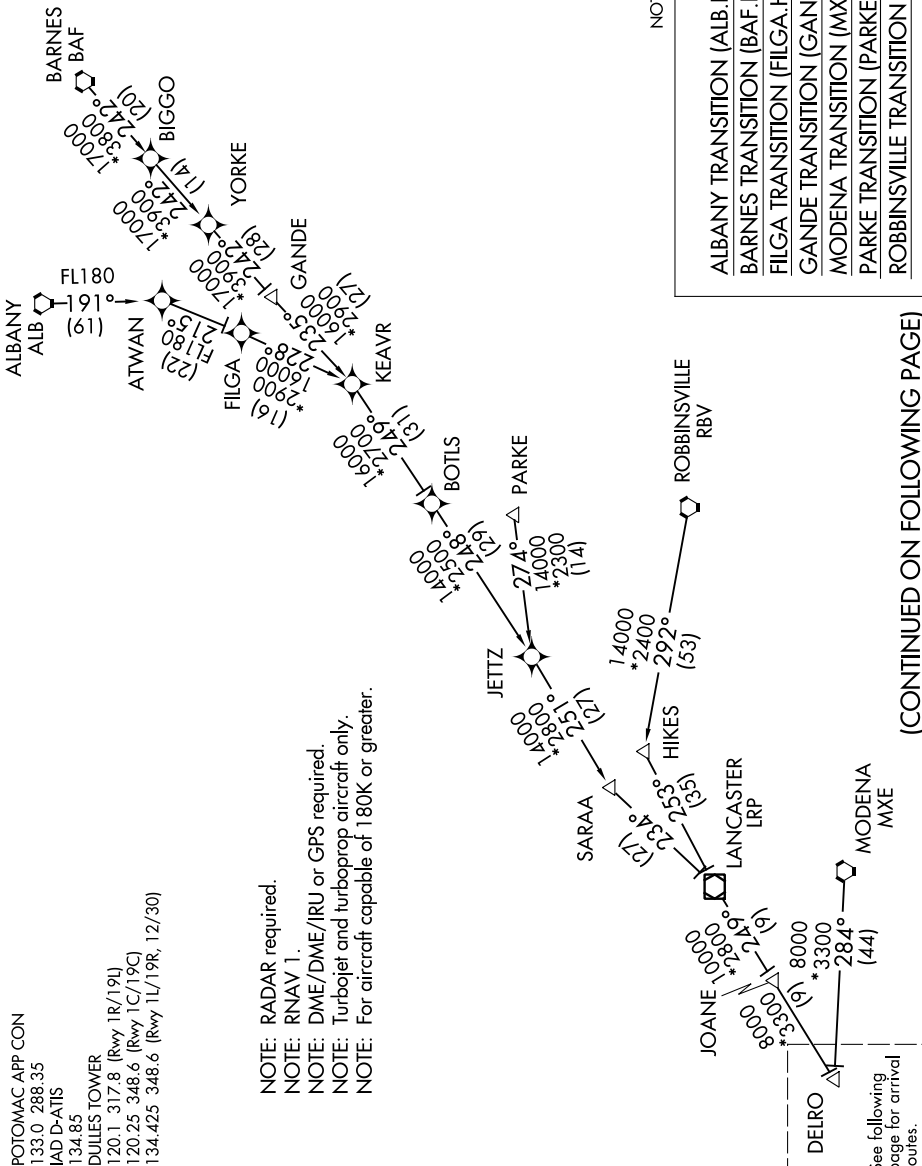 POTOMAC APP CON
133.0 288.35
IAD D-ATIS
134.85
DULLES TOWER
120.1 317.8 (Rwy 1R/19L)
120.25 348.6 (Rwy 1C/19C)
134.425 348.6 (Rwy 1L/19R, 12/30)
NOTE: RADAR required.
NOTE: RNAV 1.
NOTE: DME/DME/IRU or GPS required.
NOTE: Turbojet and turboprop aircraft only.
NOTE: For aircraft capable of 180K or greater.
ALBANY
ALB
FL180
191°
(61)
ATWAN
FL180
215°
(22)
FILGA
228°
16000
*2900
(16)
BARNES
BAF
17000
*3800
242°
(20)
BIGGO
17000
*3900
242°
(14)
YORKE
17000
*3900
242°
(28)
GANDE
235°
16000
*2900
(27)
KEAVR
16000
*2700
249°
(31)
BOTLS
14000
*2500
248°
(29)
PARKE
274°
14000
*2300
(14)
JETTZ
14000
*2800
251°
(27)
SARAA
234°
(27)
ROBBINSVILLE
RBV
14000
*2400
292°
(53)
HIKES
253°
(35)
LANCASTER
LRP
10000
*2800
249°
(9)
JOANE
8000
*3300
(9)
MODENA
MXE
8000
*3300
284°
(44)
DELRO
See following
page for arrival
outes.
ALBANY TRANSITION (ALB.
BARNES TRANSITION (BAF.
FILGA TRANSITION (FILGA.
GANDE TRANSITION (GAN
MODENA TRANSITION (MX
PARKE TRANSITION (PARKE
ROBBINSVILLE TRANSITION
NOT
(CONTINUED ON FOLLOWING PAGE)